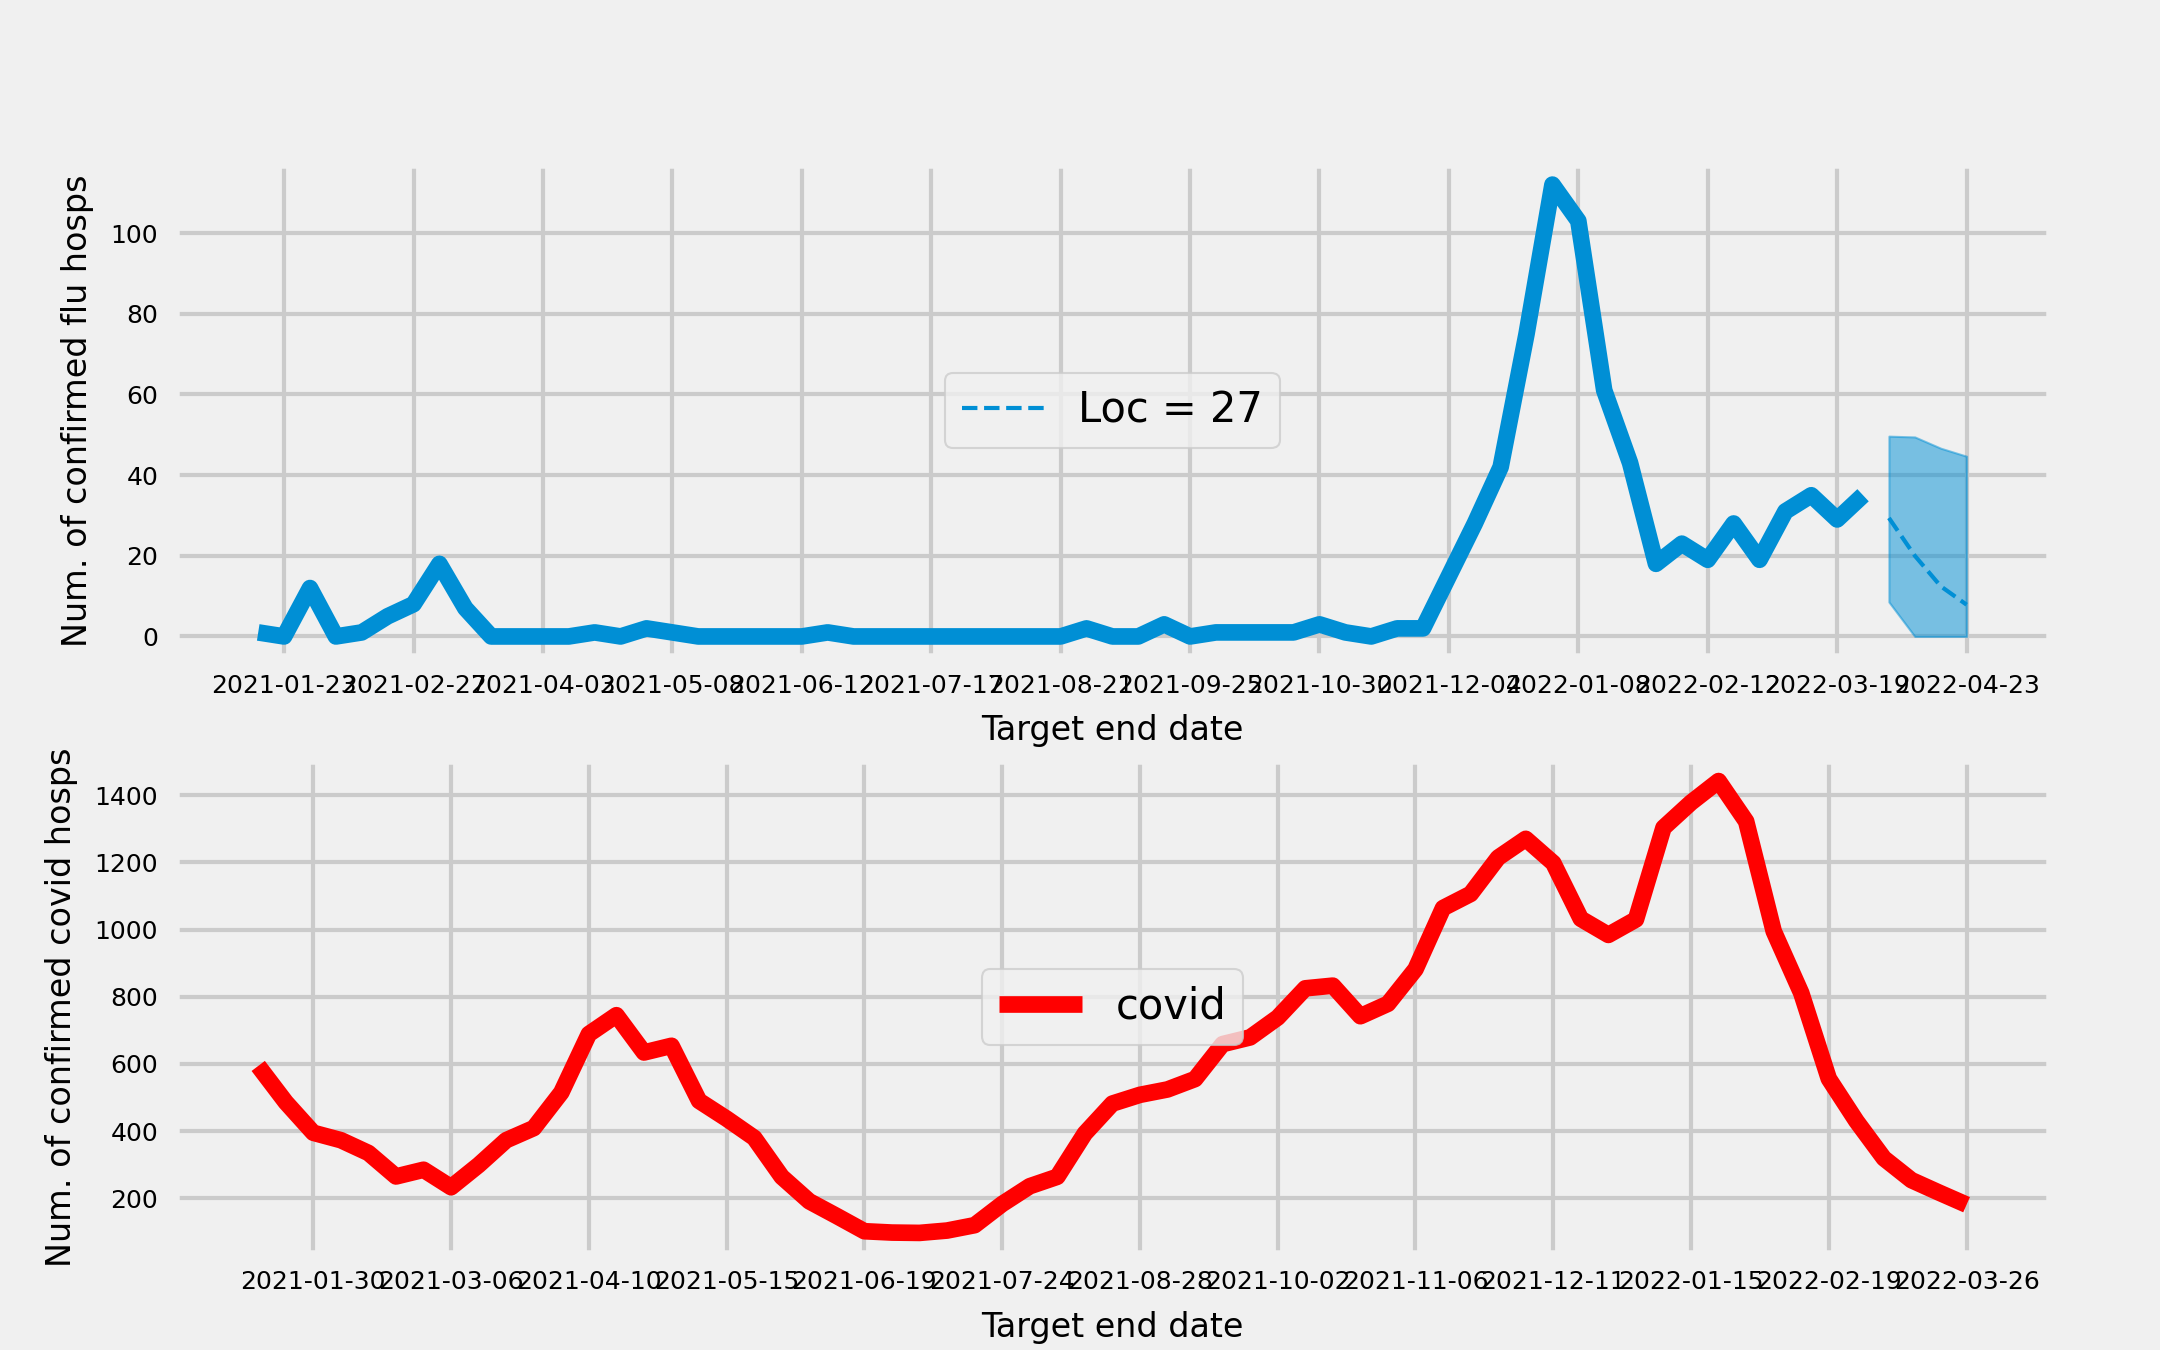 Num. of confirmed flu hosps
100
80
60
40
20
0
Loc = 27
2021-01-23 2021-02-27 2021-04-03 2021-05-08 2021-06-12 2021-07-17 2021-08-21 2021-09-25 2021-10-30 2021-12-04 2022-01-08 2022-02-12 2022-03-19 2022-04-23
Target end date
Num. of confirmed covid hosps
1400
1200
1000
800
600
400
200
covid
2021-01-30 2021-03-06 2021-04-10 2021-05-15 2021-06-19 2021-07-24 2021-08-28 2021-10-02 2021-11-06 2021-12-11 2022-01-15 2022-02-19 2022-03-26
Target end date